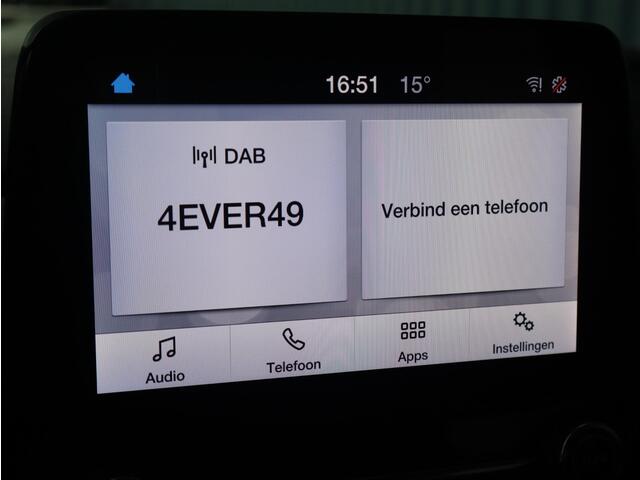 16:51 15°
DAB
4EVER49
Verbind een telefoon
Audio
Telefoon
Apps
Instellingen